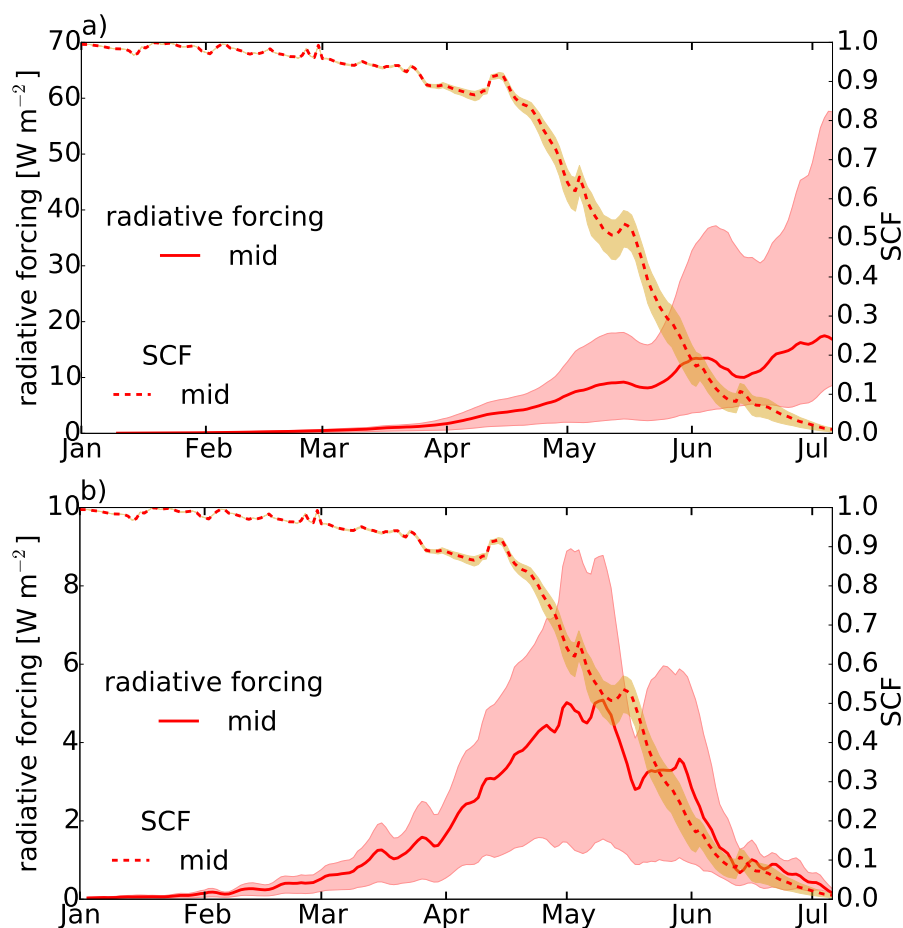 a)
70
60
50
40
30
20
10
0
radiative forcing [W m⁻²]
1.0
0.9
0.8
0.7
0.6
0.5
0.4
0.3
0.2
0.1
0.0
SCF
radiative forcing
mid
SCF
mid
Jan Feb Mar Apr May Jun Jul
b)
10
8
6
4
2
0
radiative forcing [W m⁻²]
1.0
0.9
0.8
0.7
0.6
0.5
0.4
0.3
0.2
0.1
0.0
SCF
radiative forcing
mid
SCF
mid
Jan Feb Mar Apr May Jun Jul